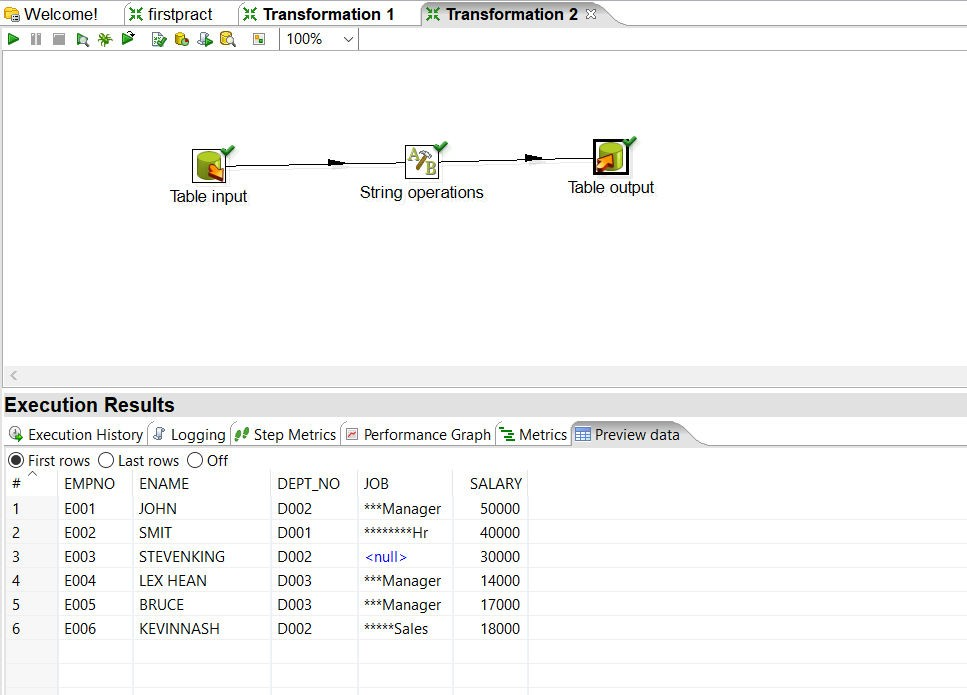 Welcome! firstpract Transformation 1 Transformation 2
100%
Table input String operations Table output
Execution Results
Execution History Logging Step Metrics Performance Graph Metrics Preview data
First rows Last rows Off
# EMPNO ENAME DEPT_NO JOB SALARY
1 E001 JOHN D002 ***Manager 50000
2 E002 SMIT D001 ********Hr 40000
3 E003 STEVENKING D002 <null> 30000
4 E004 LEX HEAN D003 ***Manager 14000
5 E005 BRUCE D003 ***Manager 17000
6 E006 KEVINNASH D002 *****Sales 18000